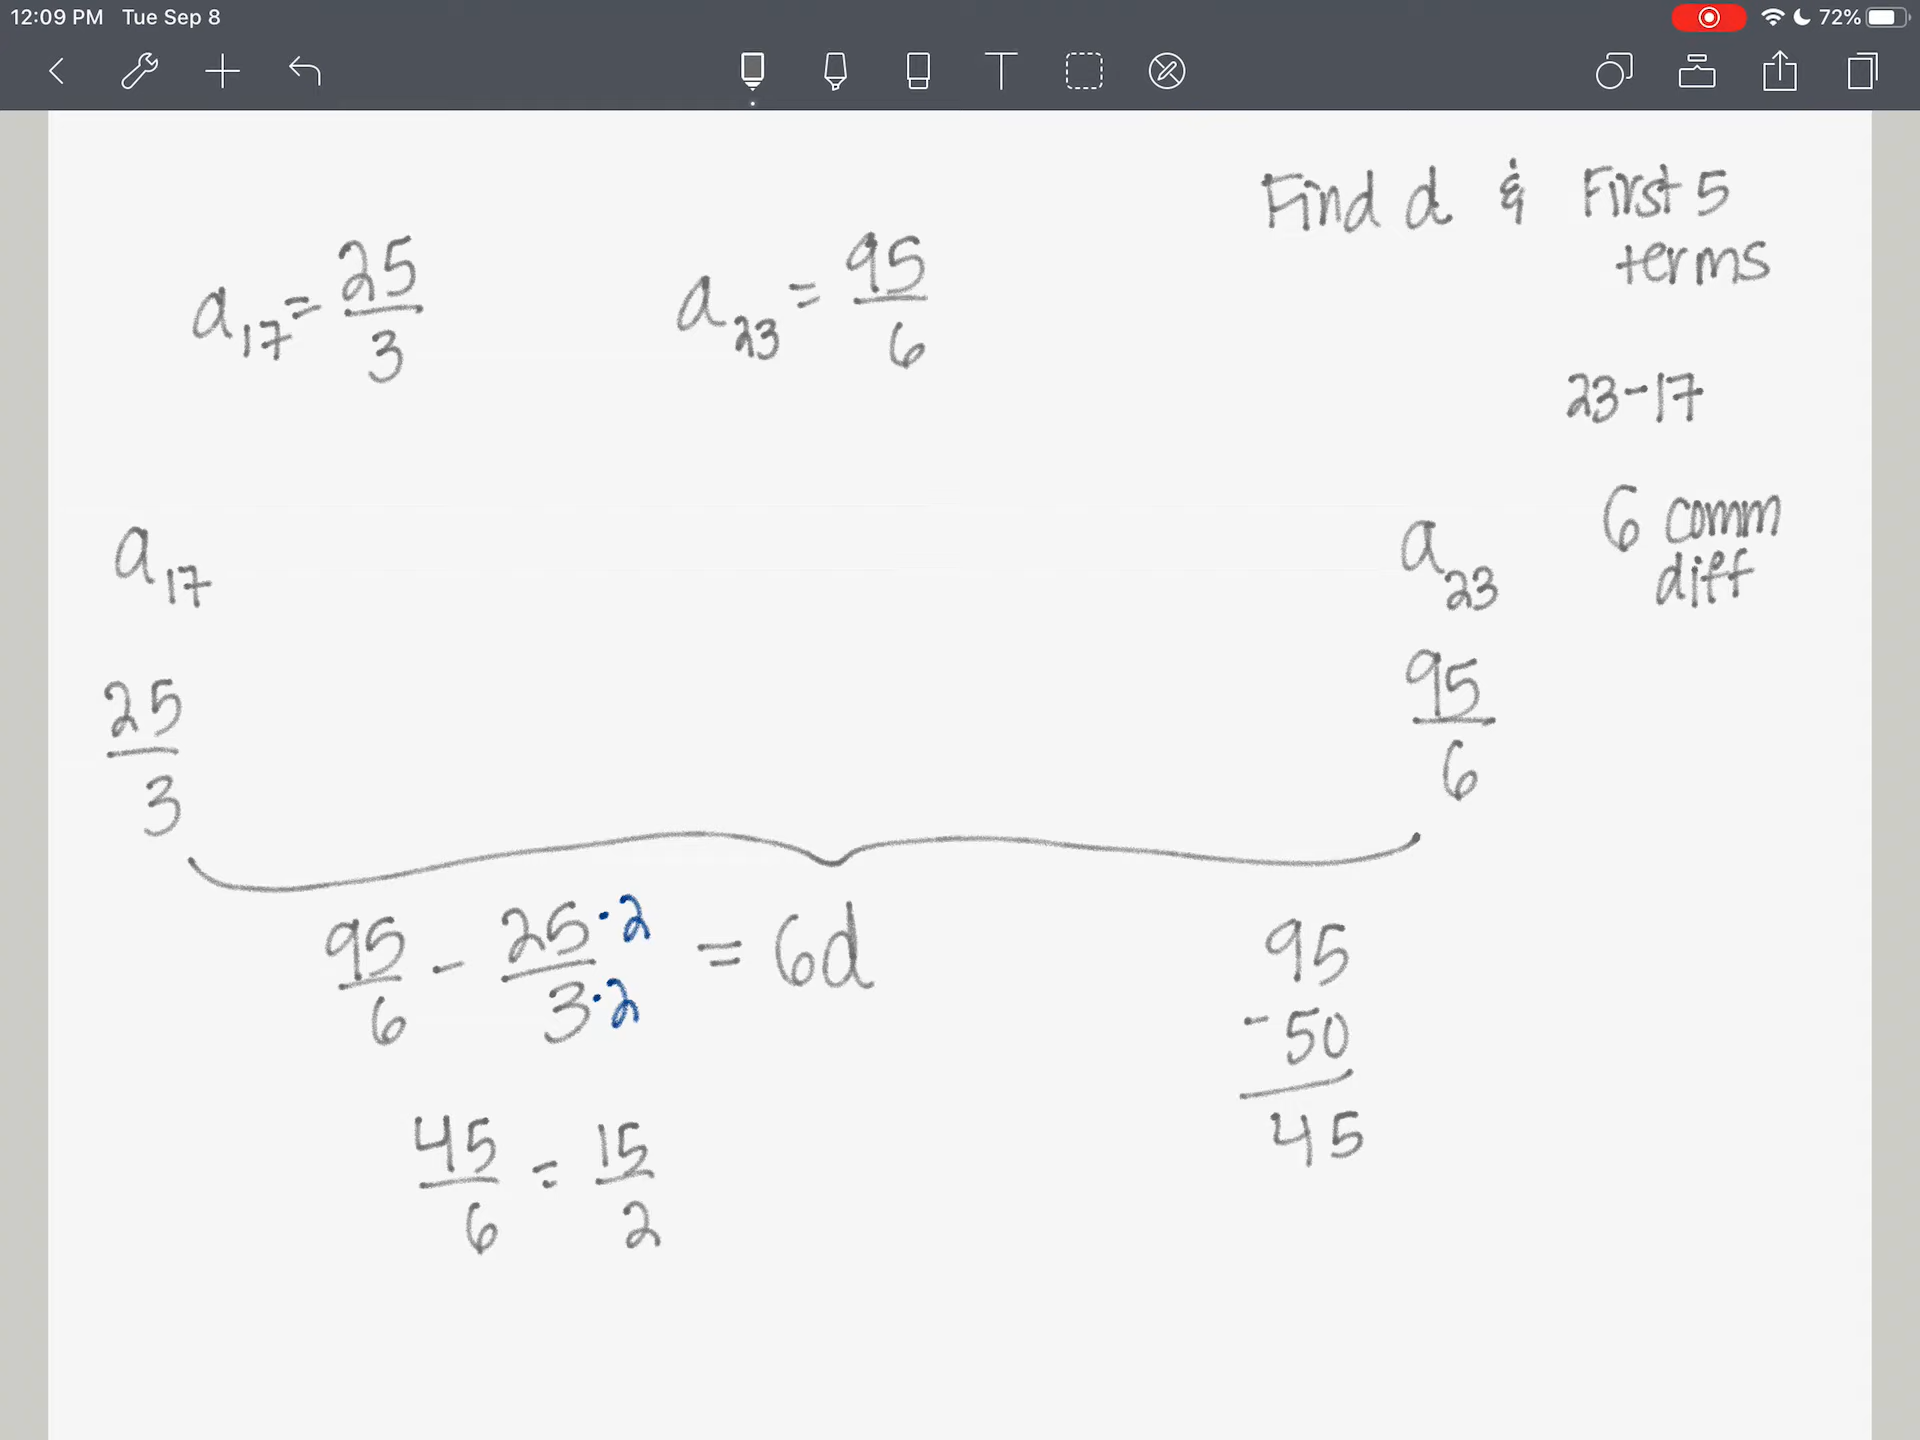 12:09 PM Tue Sep 8
72%
T
Find d & First 5
terms
a₁₇ = 25/3
a₂₃ = 95/6
23-17
6 comm
diff
a₁₇
a₂₃
25/3
95/6
95/6 - 25·2/3·2 = 6d
95
-50
45
45/6 = 15/2